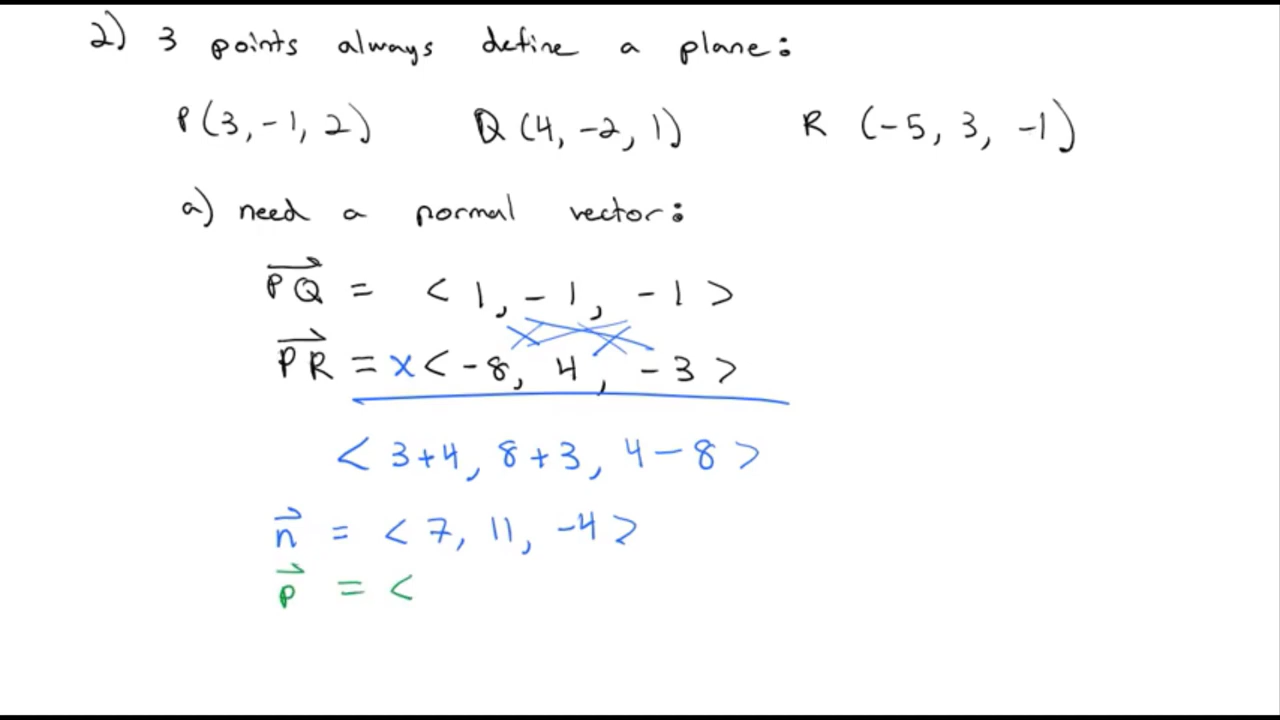 2) 3 points always define a plane:
P(3, -1, 2) Q(4, -2, 1) R (-5, 3, -1)
a) need a normal vector:
PQ⃗ = < 1, -1, -1 >
PR⃗ = x < -8, 4, -3 >
< 3+4, 8+3, 4-8 >
n⃗ = < 7, 11, -4 >
p⃗ = <